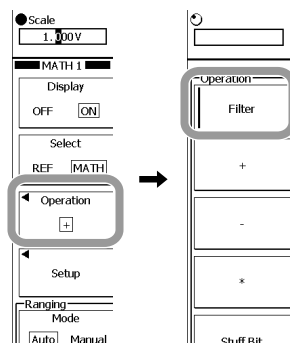 Scale
1.000V
MATH 1
Display
OFF ON
Select
REF MATH
Operation
+
Setup
Ranging
Mode
Auto Manual
Operation
Filter
+
-
*
Stuff Bit